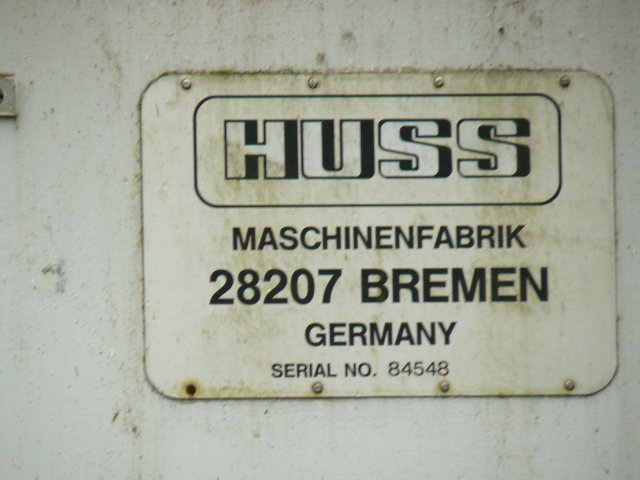 HUSS
MASCHINENFABRIK
28207 BREMEN
GERMANY
SERIAL NO. 84548